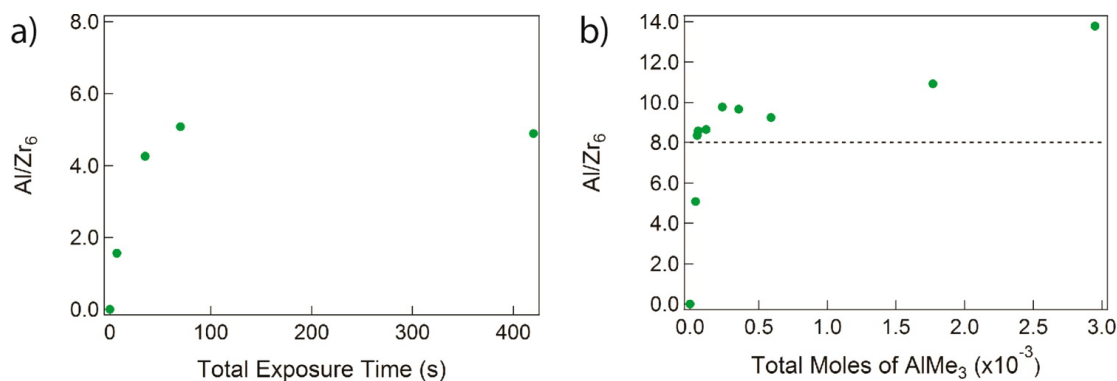 a)
8.0
6.0
4.0
2.0
0.0
Al/Zr₆
0 100 200 300 400
Total Exposure Time (s)
b)
14.0
12.0
10.0
8.0
6.0
4.0
2.0
0.0
Al/Zr₆
0.0 0.5 1.0 1.5 2.0 2.5 3.0
Total Moles of AlMe₃ (x10⁻³)